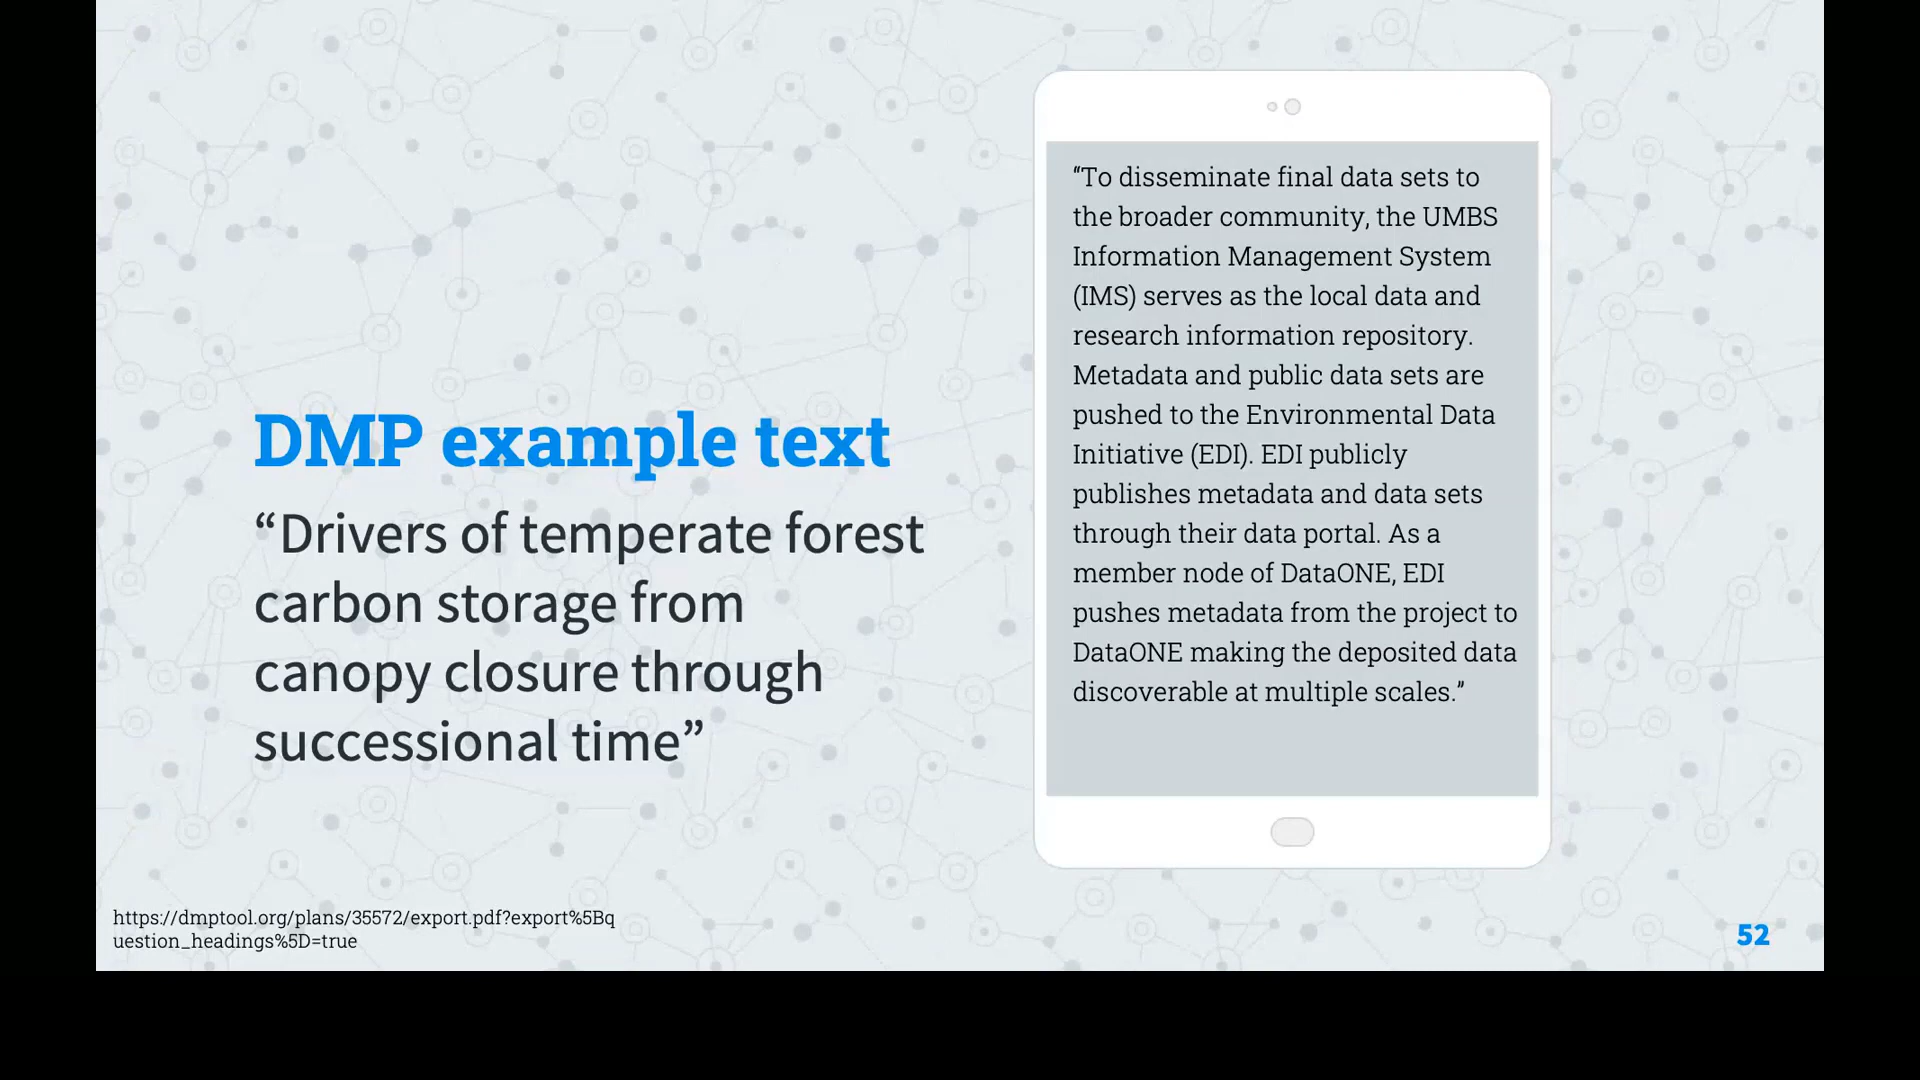 DMP example text
“Drivers of temperate forest
carbon storage from
canopy closure through
successional time”
“To disseminate final data sets to
the broader community, the UMBS
Information Management System
(IMS) serves as the local data and
research information repository.
Metadata and public data sets are
pushed to the Environmental Data
Initiative (EDI). EDI publicly
publishes metadata and data sets
through their data portal. As a
member node of DataONE, EDI
pushes metadata from the project to
DataONE making the deposited data
discoverable at multiple scales.”
https://dmptool.org/plans/35572/export.pdf?export%5Bq
uestion_headings%5D=true
52